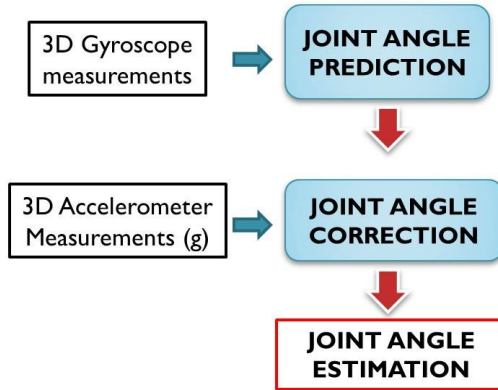 3D Gyroscope
measurements
JOINT ANGLE
PREDICTION
3D Accelerometer
Measurements (g)
JOINT ANGLE
CORRECTION
JOINT ANGLE
ESTIMATION